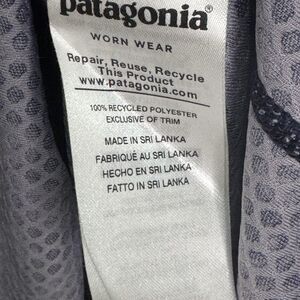 patagonia®
WORN WEAR
Repair, Reuse, Recycle
This Product
www.patagonia.com
100% RECYCLED POLYESTER
EXCLUSIVE OF TRIM
MADE IN SRI LANKA
FABRIQUÉ AU SRI LANKA
HECHO EN SRI LANKA
FATTO IN SRI LANKA